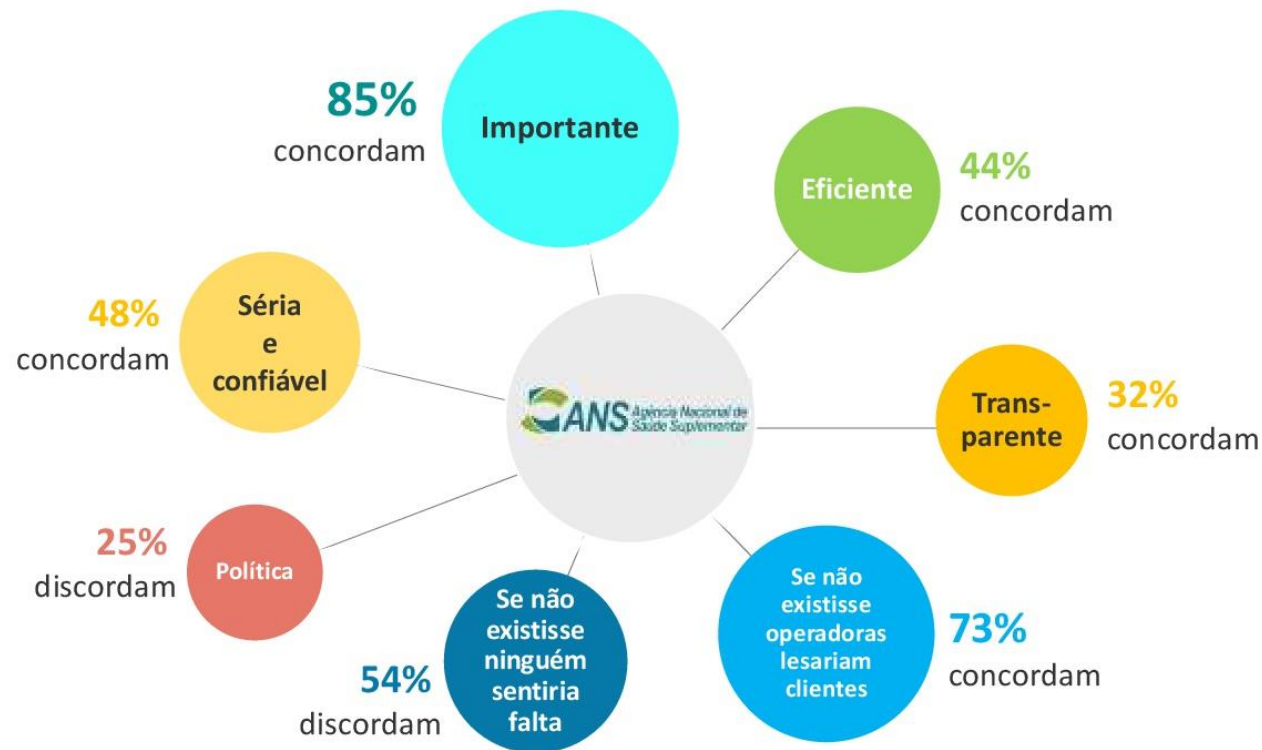 85%
concordam
Importante
Eficiente
44%
concordam
48%
concordam
Séria
e
confiável
ANS Agência Nacional de
Saúde Suplementar
Trans-
parente
32%
concordam
25%
discordam
Política
54%
discordam
Se não
existisse
ninguém
sentiria
falta
Se não
existisse
operadoras
lesariam
clientes
73%
concordam